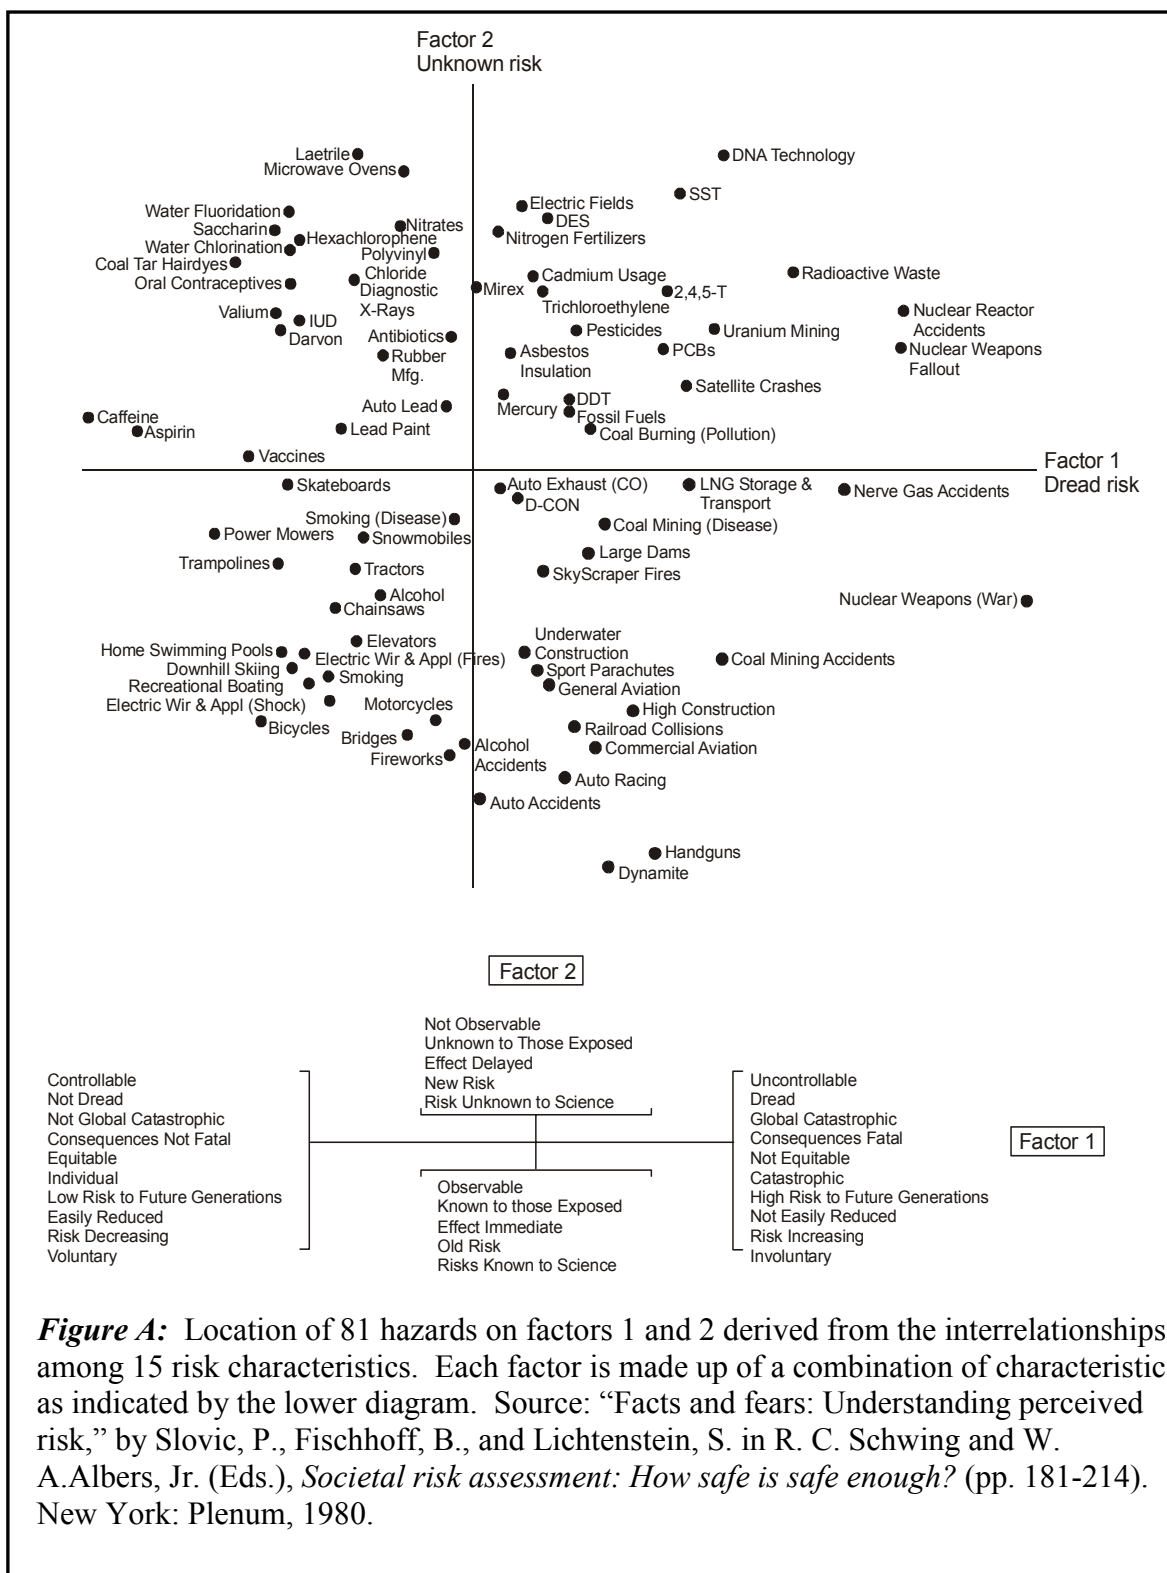 Factor 2
Unknown risk
Laetrile
Microwave Ovens
DNA Technology
SST
Water Fluoridation
Electric Fields
DES
Saccharin
Nitrates
Nitrogen Fertilizers
Hexachlorophene
Water Chlorination
Polyvinyl
Coal Tar Hairdyes
Chloride
Cadmium Usage
Radioactive Waste
Oral Contraceptives
Diagnostic
Mirex
2,4,5-T
X-Rays
Trichloroethylene
Valium
IUD
Nuclear Reactor
Accidents
Darvon
Antibiotics
Pesticides
Uranium Mining
Rubber
Mfg.
Asbestos
Insulation
PCBs
Nuclear Weapons
Fallout
Satellite Crashes
Auto Lead
Mercury
DDT
Caffeine
Fossil Fuels
Aspirin
Lead Paint
Coal Burning (Pollution)
Vaccines
Factor 1
Dread risk
Skateboards
Auto Exhaust (CO)
LNG Storage &
Transport
Nerve Gas Accidents
D-CON
Smoking (Disease)
Coal Mining (Disease)
Power Mowers
Snowmobiles
Large Dams
Trampolines
Tractors
SkyScraper Fires
Alcohol
Nuclear Weapons (War)
Chainsaws
Elevators
Underwater
Construction
Home Swimming Pools
Electric Wir & Appl (Fires)
Coal Mining Accidents
Downhill Skiing
Smoking
Sport Parachutes
Recreational Boating
General Aviation
Electric Wir & Appl (Shock)
Motorcycles
High Construction
Bicycles
Bridges
Railroad Collisions
Alcohol
Accidents
Commercial Aviation
Fireworks
Auto Racing
Auto Accidents
Handguns
Dynamite
Factor 2
Not Observable
Unknown to Those Exposed
Effect Delayed
New Risk
Risk Unknown to Science
Controllable
Not Dread
Not Global Catastrophic
Consequences Not Fatal
Equitable
Individual
Low Risk to Future Generations
Easily Reduced
Risk Decreasing
Voluntary
Uncontrollable
Dread
Global Catastrophic
Consequences Fatal
Not Equitable
Catastrophic
High Risk to Future Generations
Not Easily Reduced
Risk Increasing
Involuntary
Factor 1
Observable
Known to those Exposed
Effect Immediate
Old Risk
Risks Known to Science
Figure A: Location of 81 hazards on factors 1 and 2 derived from the interrelationships
among 15 risk characteristics. Each factor is made up of a combination of characteristic
as indicated by the lower diagram. Source: “Facts and fears: Understanding perceived
risk,” by Slovic, P., Fischhoff, B., and Lichtenstein, S. in R. C. Schwing and W.
A.Albers, Jr. (Eds.), Societal risk assessment: How safe is safe enough? (pp. 181-214).
New York: Plenum, 1980.